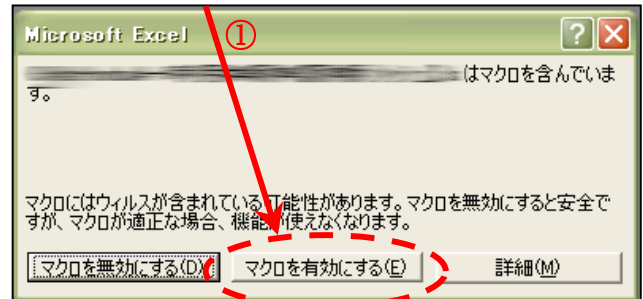 Microsoft Excel ①
はマクロを含んでいま
す。
マクロにはウィルスが含まれている可能性があります。マクロを無効にすると安全で
すが、マクロが適正な場合、機能が使えなくなります。
マクロを無効にする(D) マクロを有効にする(E) 詳細(M)